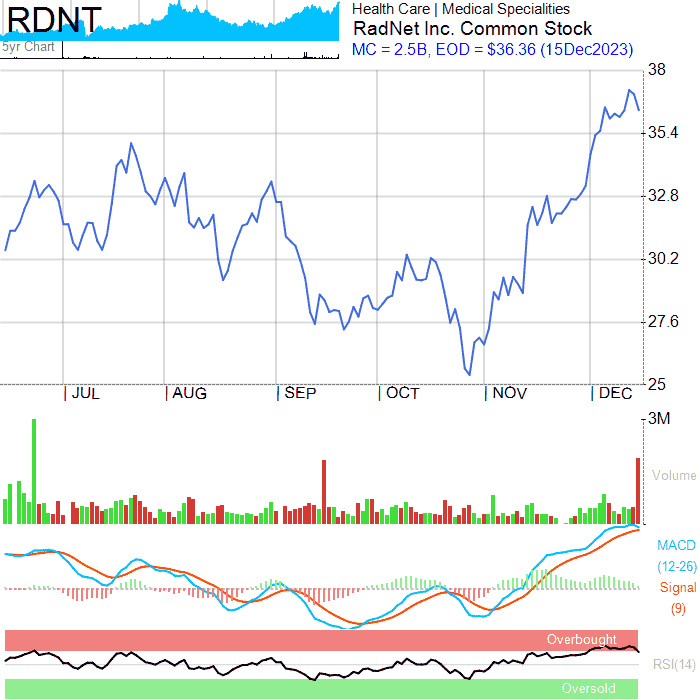 RDNT
5yr Chart
Health Care | Medical Specialities
RadNet Inc. Common Stock
MC = 2.5B, EOD = $36.36 (15Dec2023)
38
35.4
32.8
30.2
27.6
25
| JUL | AUG | SEP | OCT | NOV | DEC
3M
Volume
MACD
(12-26)
Signal
(9)
Overbought
RSI(14)
Oversold